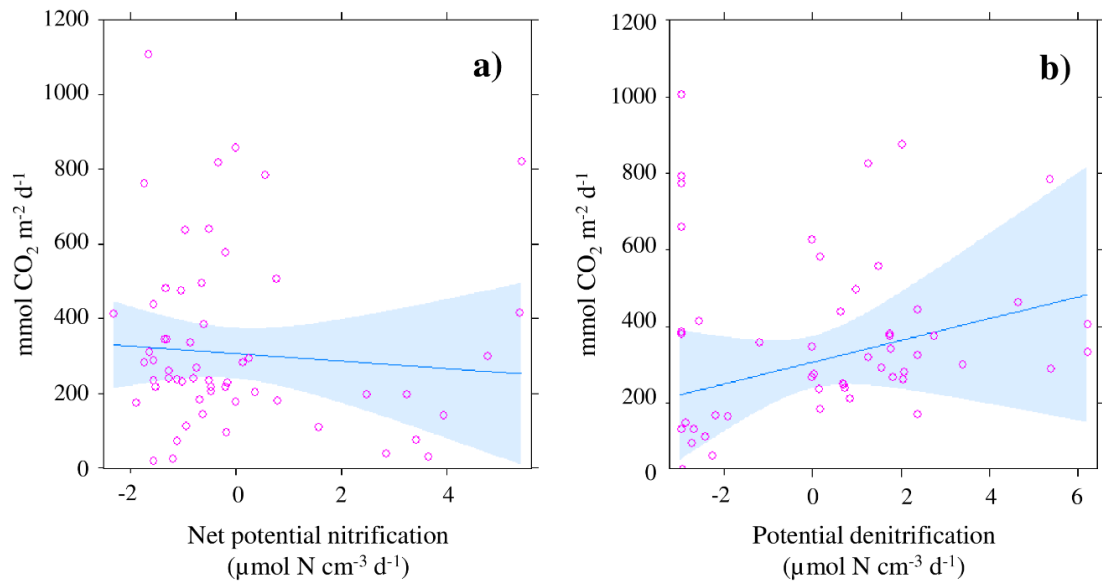 1200
1000
800
600
400
200
0
mmol CO₂ m⁻² d⁻¹
a)
-2
0
2
4
Net potential nitrification
(µmol N cm⁻³ d⁻¹)
1200
1000
800
600
400
200
0
mmol CO₂ m⁻² d⁻¹
b)
-2
0
2
4
6
Potential denitrification
(µmol N cm⁻³ d⁻¹)